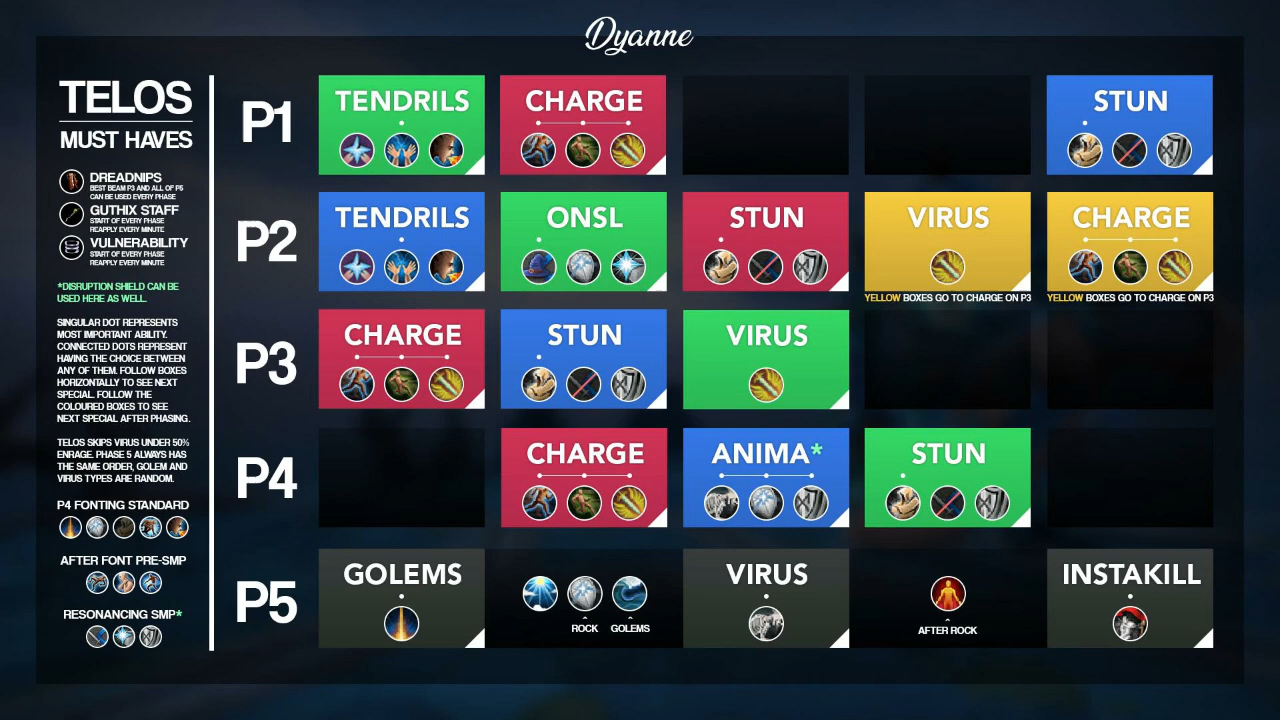 Dyanne
TELOS
MUST HAVES
DREADNIPS
BEST BEAM P3 AND ALL OF P5
CAN BE USED EVERY PHASE
GUTHIX STAFF
START OF EVERY PHASE
REAPPLY EVERY MINUTE
VULNERABILITY
START OF EVERY PHASE
REAPPLY EVERY MINUTE
*DISRUPTION SHIELD CAN BE
USED HERE AS WELL.
SINGULAR DOT REPRESENTS
MOST IMPORTANT ABILITY.
CONNECTED DOTS REPRESENT
HAVING THE CHOICE BETWEEN
ANY OF THEM. FOLLOW BOXES
HORIZONTALLY TO SEE NEXT
SPECIAL. FOLLOW THE
COLOURED BOXES TO SEE
NEXT SPECIAL AFTER PHASING.
TELOS SKIPS VIRUS UNDER 50%
ENRAGE. PHASE 5 ALWAYS HAS
THE SAME ORDER, GOLEM AND
VIRUS TYPES ARE RANDOM.
P4 FONTING STANDARD
AFTER FONT PRE-SMP
RESONANCING SMP*
P1
TENDRILS
CHARGE
STUN
P2
TENDRILS
ONSL
STUN
VIRUS
CHARGE
YELLOW BOXES GO TO CHARGE ON P3
YELLOW BOXES GO TO CHARGE ON P3
P3
CHARGE
STUN
VIRUS
P4
CHARGE
ANIMA*
STUN
P5
GOLEMS
ROCK
GOLEMS
VIRUS
AFTER ROCK
INSTAKILL